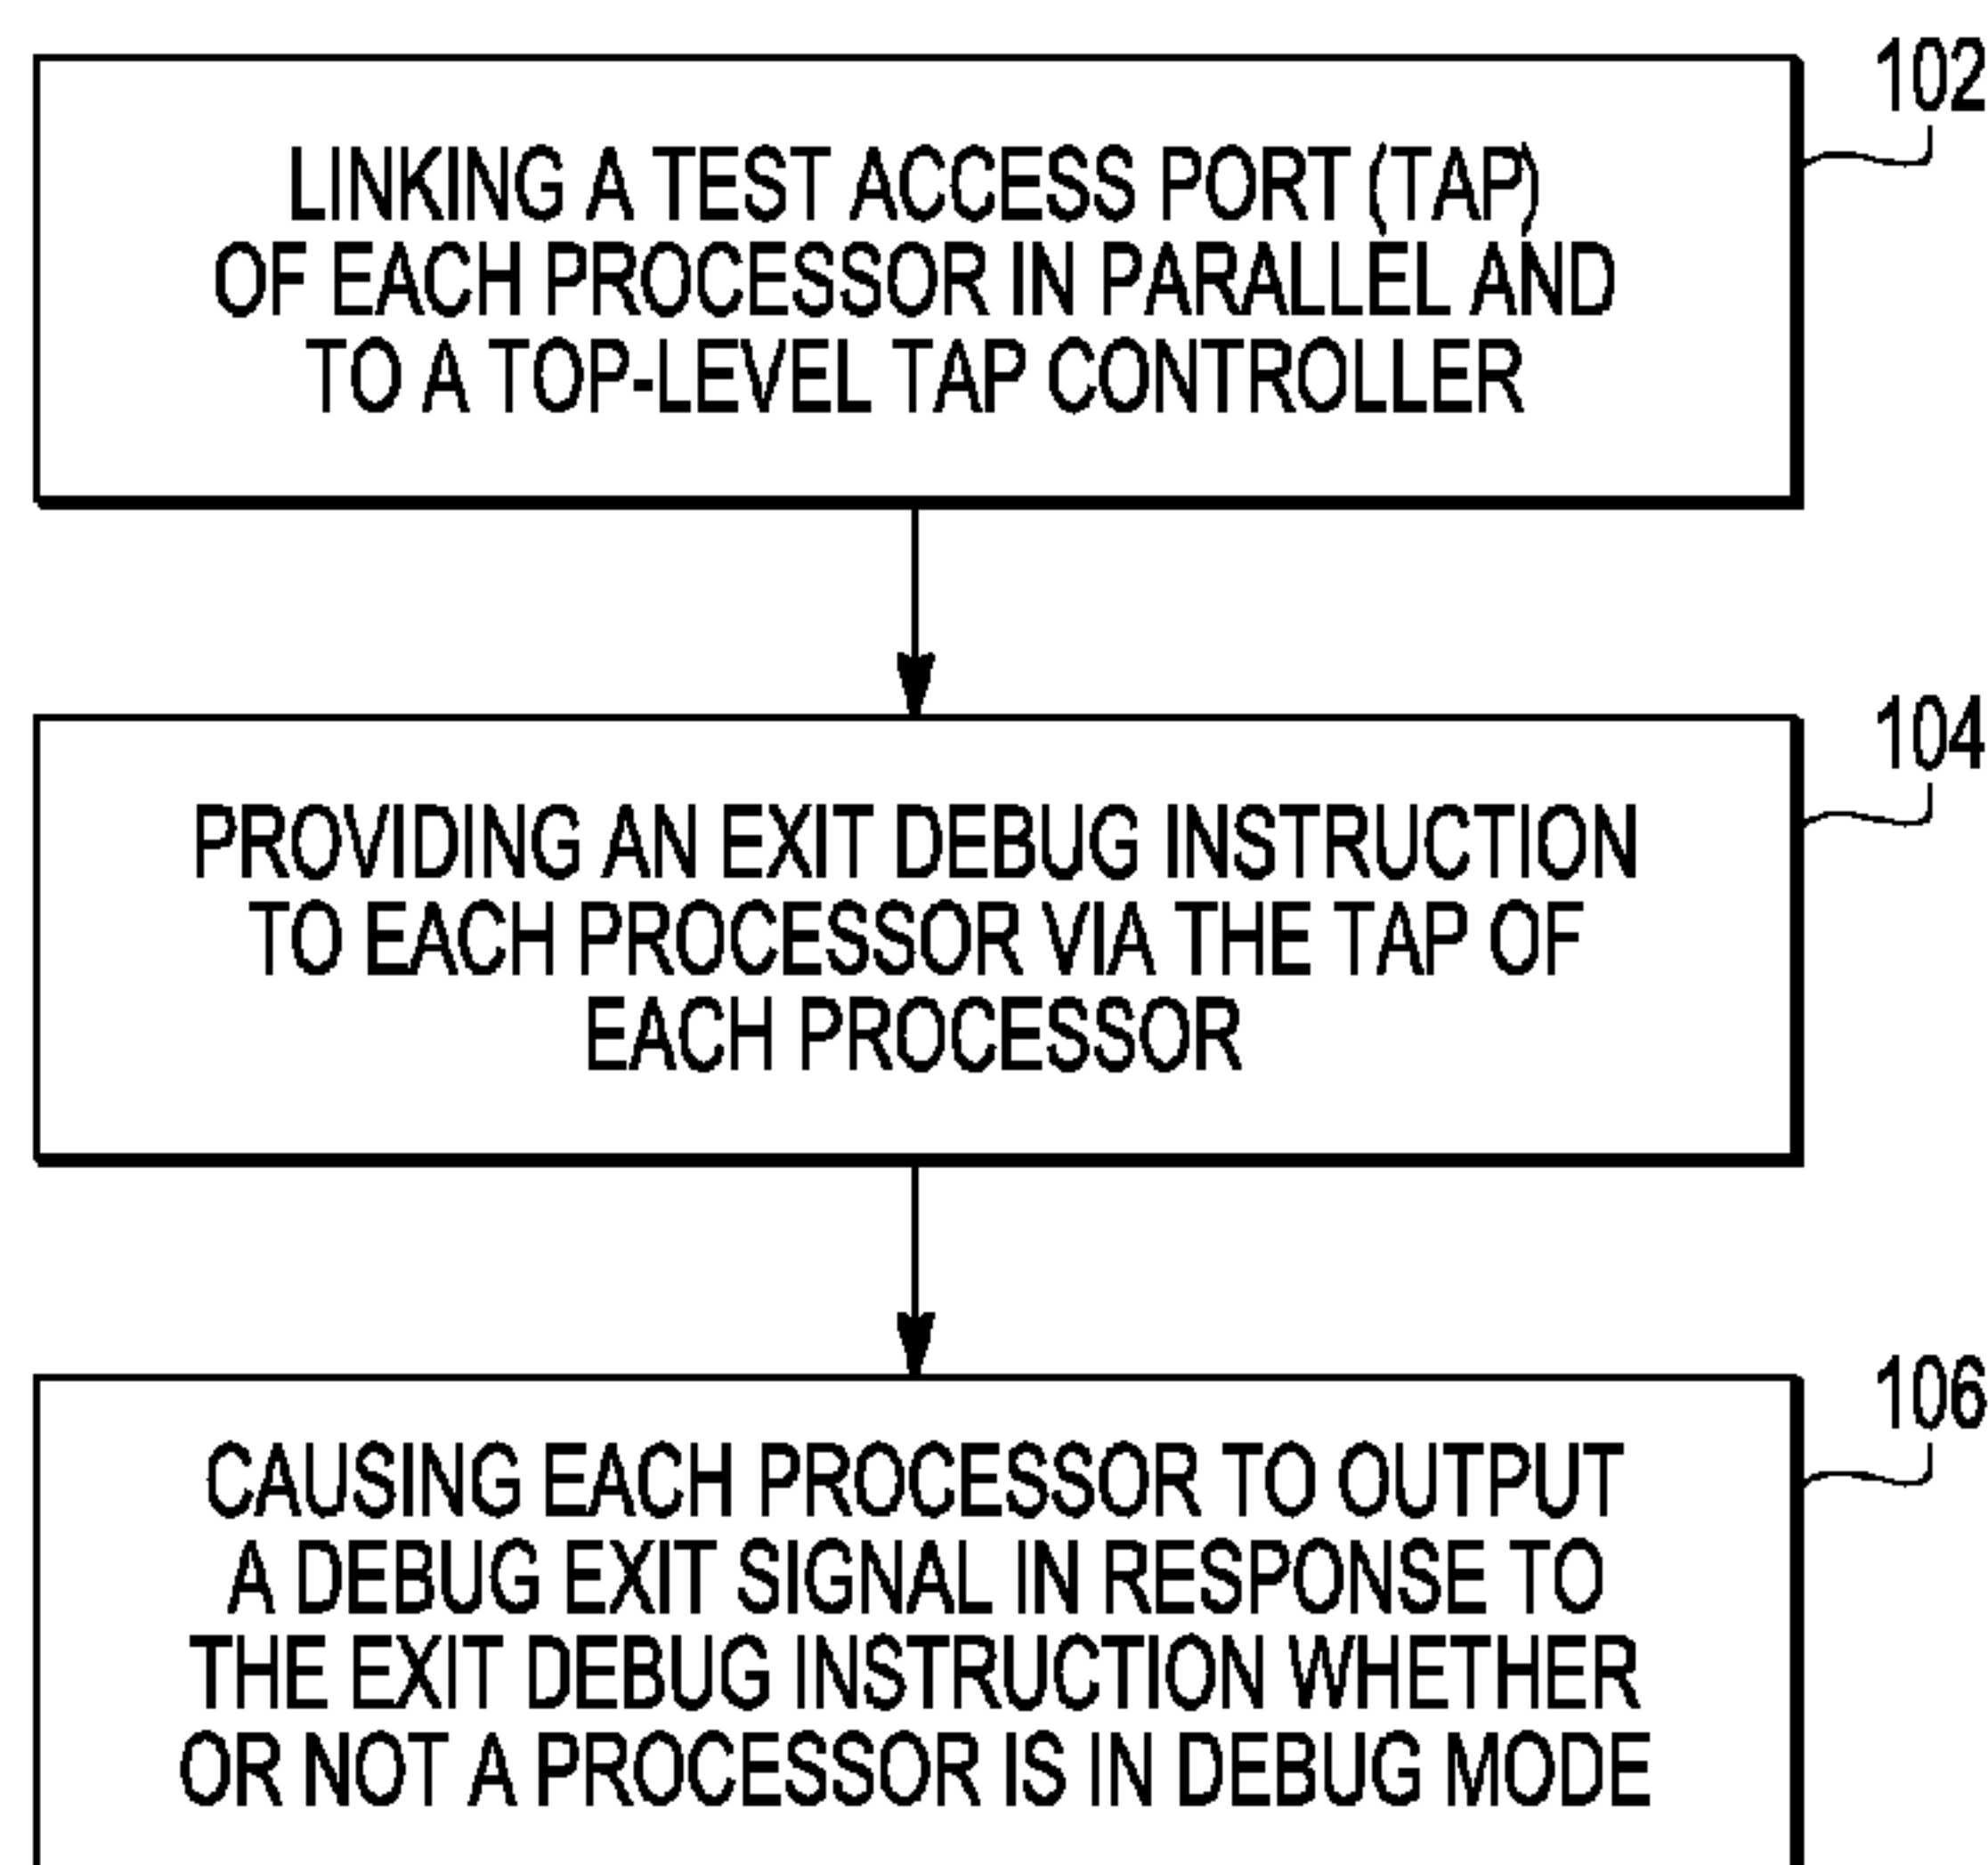 102
LINKING A TEST ACCESS PORT (TAP)
OF EACH PROCESSOR IN PARALLEL AND
TO A TOP-LEVEL TAP CONTROLLER
104
PROVIDING AN EXIT DEBUG INSTRUCTION
TO EACH PROCESSOR VIA THE TAP OF
EACH PROCESSOR
106
CAUSING EACH PROCESSOR TO OUTPUT
A DEBUG EXIT SIGNAL IN RESPONSE TO
THE EXIT DEBUG INSTRUCTION WHETHER
OR NOT A PROCESSOR IS IN DEBUG MODE